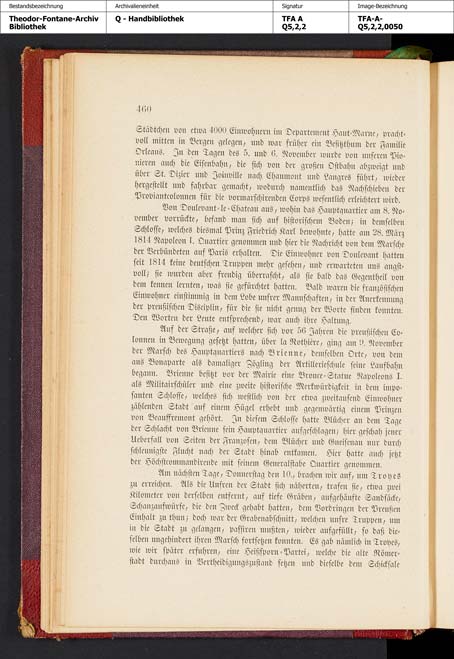 Bestandsbezeichnung Archivalieneinheit Signatur Image-Bezeichnung
Theodor-Fontane-Archiv Q - Handbibliothek TFA A TFA-A-
Bibliothek Q5,2,2 Q5,2,2,0050
460
Städtchen von etwa 4000 Einwohnern im Departement Haut-Marne, pracht-
voll mitten in Bergen gelegen, und war früher ein Besitzthum der Familie
Orleans. In den Tagen des 5. und 6. November wurde von unseren Pio-
nieren auch die Eisenbahn, die sich von der großen Ostbahn abzweigt und
über St. Dizier und Joinville nach Chaumont und Langres führt, wieder
hergestellt und fahrbar gemacht, wodurch namentlich das Nachschieben der
Proviantkolonnen für die vormarschirenden Corps wesentlich erleichtert wird.
Von Doulevant-le-Chateau aus, wohin das Hauptquartier am 8. No-
vember vorrückte, befand man sich auf historischem Boden; in demselben
Schlosse, welches diesmal Prinz Friedrich Karl bewohnte, hatte am 28. März
1814 Napoleon I. Quartier genommen und hier die Nachricht von dem Marsche
der Verbündeten auf Paris erhalten. Die Einwohner von Doulevant hatten
seit 1814 keine deutschen Truppen mehr gesehen, und erwarteten uns angst-
voll; sie wurden aber freudig überrascht, als sie bald das Gegentheil von
dem kennen lernten, was sie gefürchtet hatten. Bald waren die französischen
Einwohner einstimmig in dem Lobe unsrer Mannschaften, in der Anerkennung
der preußischen Disciplin, für die sie nicht genug der Worte finden konnten.
Den Worten der Leute entsprechend, war auch ihre Haltung.
Auf der Straße, auf welcher sich vor 56 Jahren die preußischen Co-
lonnen in Bewegung gesetzt hatten, über la Rothière, ging am 9. November
der Marsch des Hauptquartiers nach Brienne, demselben Orte, von dem
aus Bonaparte als damaliger Zögling der Artillerieschule seine Laufbahn
begann. Brienne besitzt vor der Mairie eine Bronce-Statue Napoleons I.
als Militairschüler und eine zweite historische Merkwürdigkeit in dem impo-
santen Schlosse, welches sich westlich von der etwa zweitausend Einwohner
zählenden Stadt auf einem Hügel erhebt und gegenwärtig einem Prinzen
von Beauffremont gehört. In diesem Schlosse hatte Blücher an dem Tage
der Schlacht von Brienne sein Hauptquartier aufgeschlagen; hier geschah jener
Ueberfall von Seiten der Franzosen, dem Blücher und Gneisenau nur durch
schleunigste Flucht nach der Stadt hinab entkamen. Hier hatte auch jetzt
der Höchstcommandirende mit seinem Generalstabe Quartier genommen.
Am nächsten Tage, Donnerstag den 10., brachen wir auf, um Troyes
zu erreichen. Als die Unsren der Stadt sich näherten, trafen sie, etwa zwei
Kilometer von derselben entfernt, auf tiefe Gräben, aufgehäufte Sandsäcke,
Schanzaufwürfe, die den Zweck gehabt hatten, dem Vordringen der Preußen
Einhalt zu thun; doch war der Grabenabschnitt, welchen unsre Truppen, um
in die Stadt zu gelangen, passiren mußten, wieder aufgefüllt, so daß die-
selben ungehindert ihren Marsch fortsetzen konnten. Es gab nämlich in Troyes,
wie wir später erfuhren, eine Heißsporn-Partei, welche die alte Römer-
stadt durchaus in Vertheidigungszustand setzen und dieselbe dem Schicksale